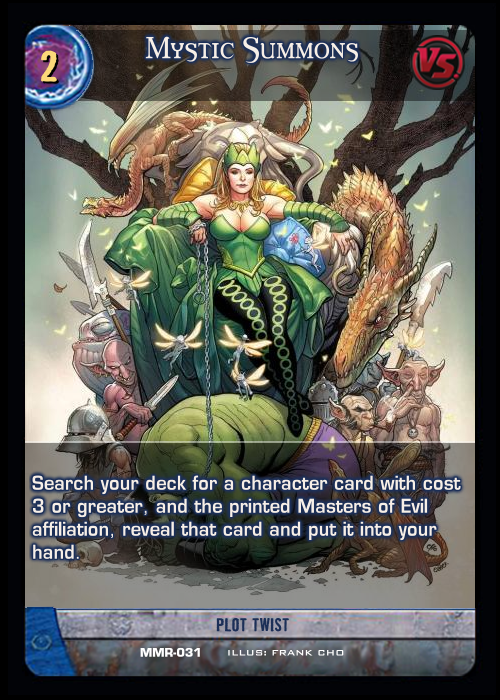 2
Mystic Summons
VS.
Search your deck for a character card with cost
3 or greater, and the printed Masters of Evil
affiliation, reveal that card and put it into your
hand.
PLOT TWIST
MMR-031 ILLUS: FRANK CHO